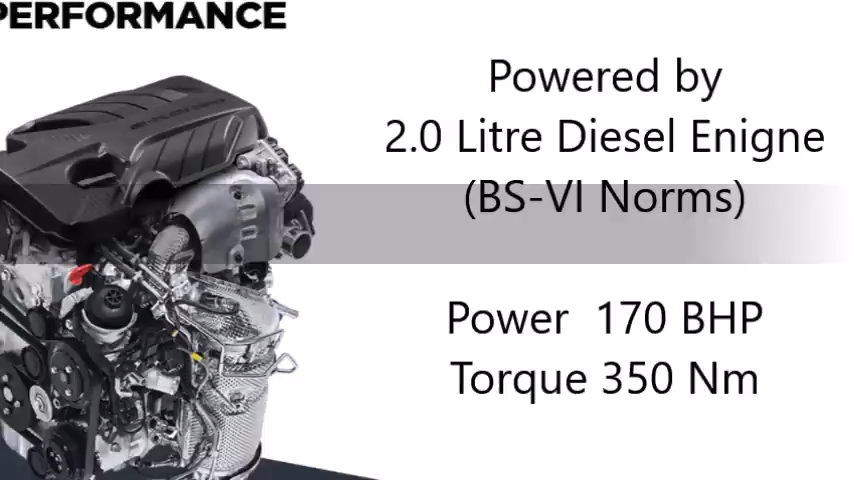 PERFORMANCE
Powered by
2.0 Litre Diesel Enigne
(BS-VI Norms)
Power 170 BHP
Torque 350 Nm